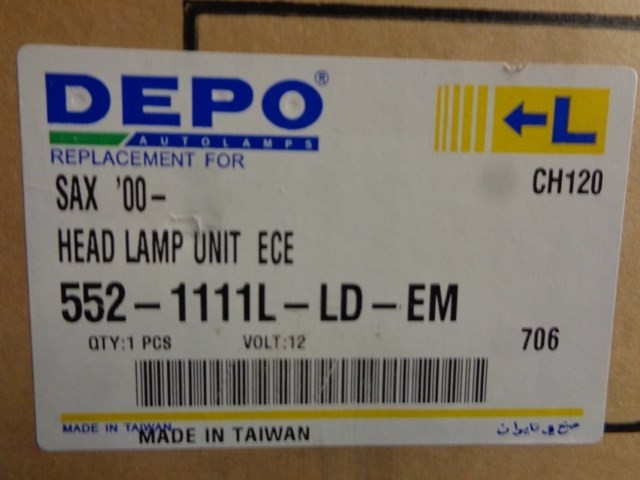 DEPO®
AUTOLAMPS
REPLACEMENT FOR
←L
SAX '00-
CH120
HEAD LAMP UNIT ECE
552-1111L-LD-EM
QTY:1 PCS VOLT:12
706
MADE IN TAIWAN
MADE IN TAIWAN
صنع في تايوان